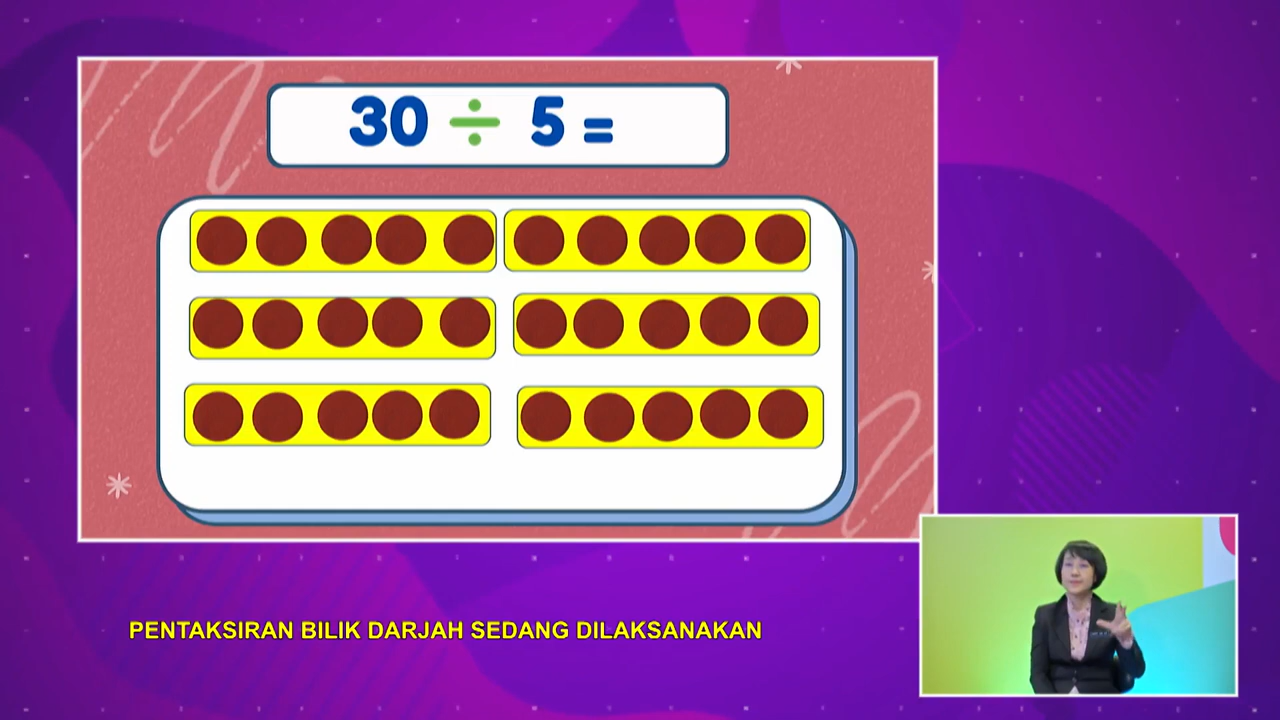 30 ÷ 5 =
PENTAKSIRAN BILIK DARJAH SEDANG DILAKSANAKAN